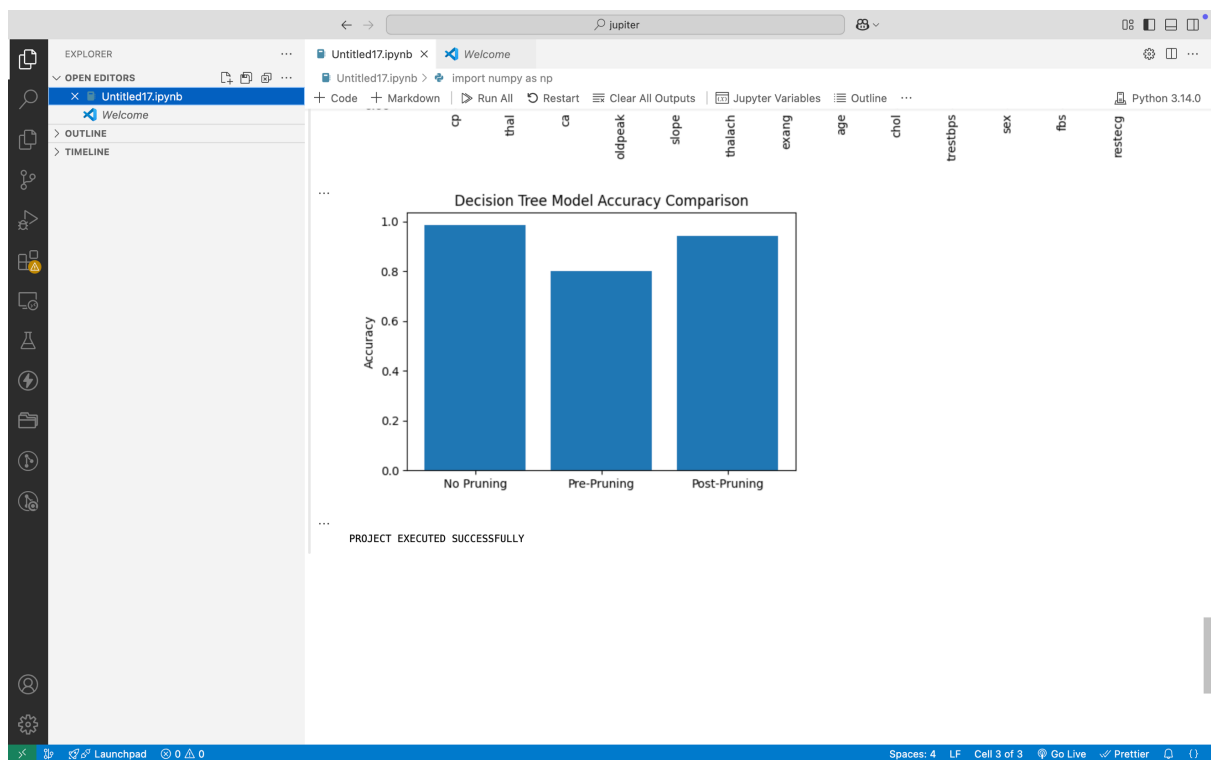 jupiter
EXPLORER
Untitled17.ipynb
Welcome
OPEN EDITORS
Untitled17.ipynb > import numpy as np
Untitled17.ipynb
Code Markdown Run All Restart Clear All Outputs Jupyter Variables Outline ... Python 3.14.0
Welcome
OUTLINE
TIMELINE
cp thal ca oldpeak slope thalach exang age chol trestbps sex fbs restecg
...
Decision Tree Model Accuracy Comparison
1.0
0.8
0.6
0.4
0.2
0.0
Accuracy
No Pruning Pre-Pruning Post-Pruning
...
PROJECT EXECUTED SUCCESSFULLY
Launchpad 0 0 Spaces: 4 LF Cell 3 of 3 Go Live Prettier {}